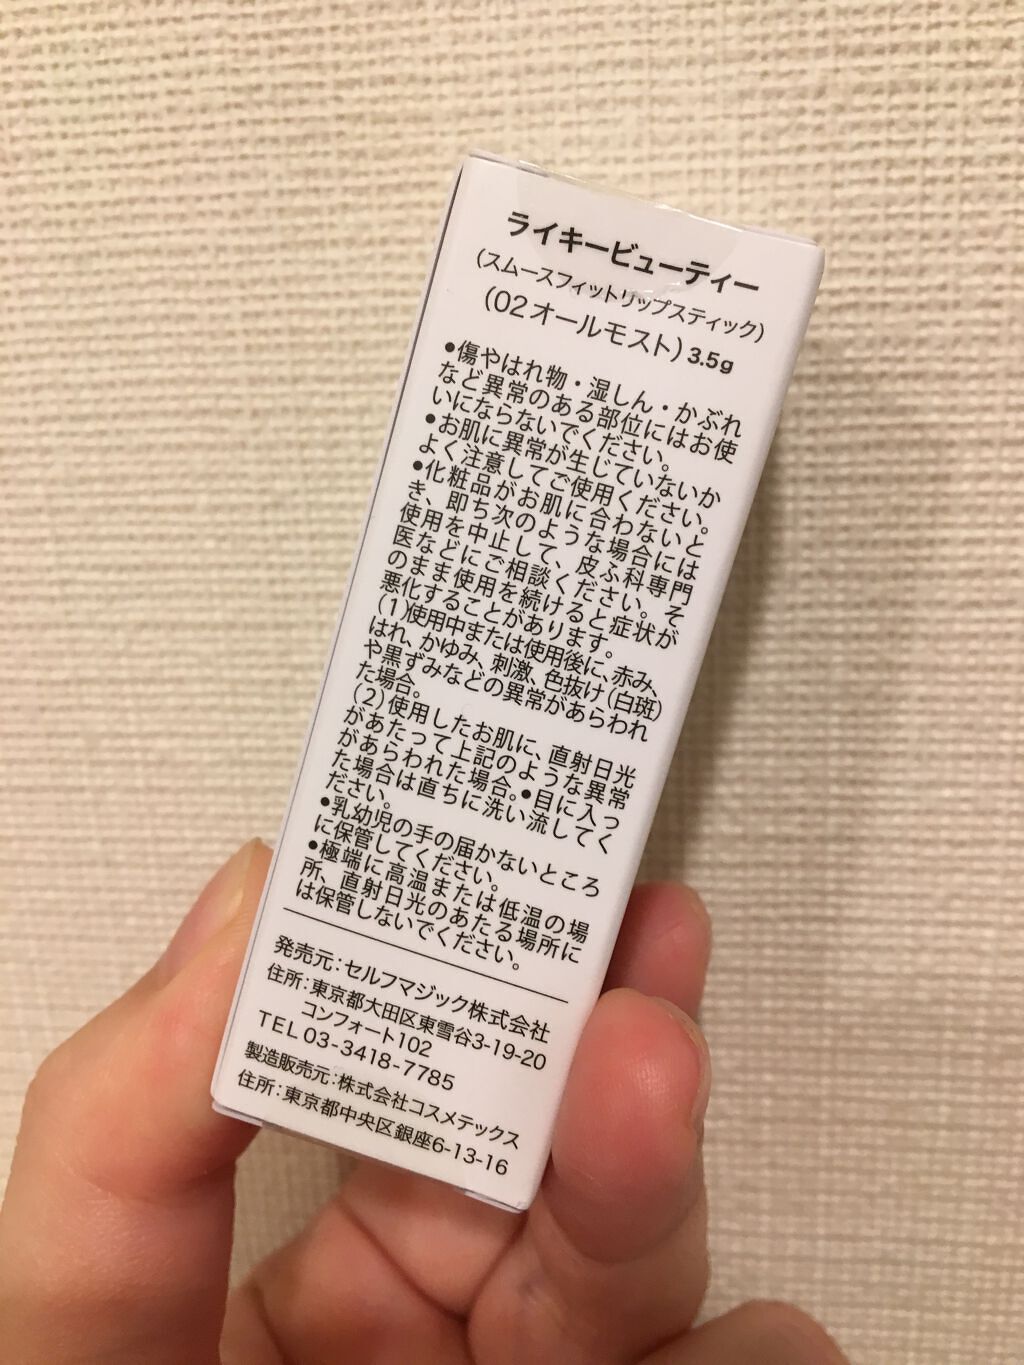 ライキービューティー
(スムースフィットリップスティック)
(02オールモスト) 3.5g
●傷やはれ物・湿しん・かぶれ
など異常のある部位にはお使
いにならないでください。
●お肌に異常が生じていないか
よく注意してご使用ください。
●化粧品がお肌に合わないと
き、即ち次のような場合には
使用を中止して、皮ふ科専門
医などにご相談ください。そ
のまま使用を続けると症状が
悪化することがあります。
(1)使用中または使用後に、赤み、
はれ、かゆみ、刺激、色抜け(白斑)
や黒ずみなどの異常があらわれ
た場合。
(2)使用したお肌に、直射日光
があたって上記のような異常
があらわれた場合。●目に入っ
た場合は直ちに洗い流してく
ださい。
●乳幼児の手の届かないところ
に保管してください。
●極端に高温または低温の場
所、直射日光のあたる場所に
は保管しないでください。
発売元:セルフマジック株式会社
住所:東京都大田区東雪谷3-19-20
コンフォート102
TEL 03-3418-7785
製造販売元:株式会社コスメテックス
住所:東京都中央区銀座6-13-16